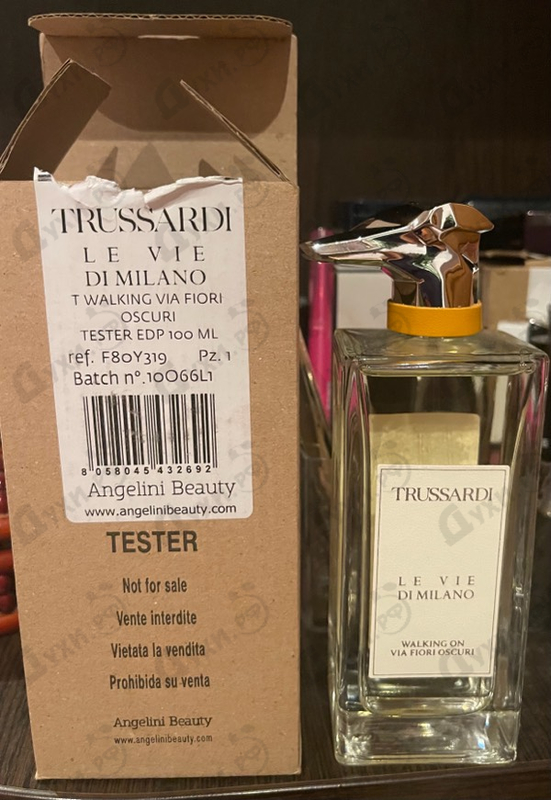 TRUSSARDI
LE VIE
DI MILANO
T WALKING VIA FIORI
OSCURI
TESTER EDP 100 ML
ref. F80Y319 Pz. 1
Batch n°.10O66L1
8 058045 432692
Angelini Beauty
www.angelinibeauty.com
TESTER
Not for sale
Vente interdite
Vietata la vendita
Prohibida su venta
Angelini Beauty
www.angelinibeauty.com
TRUSSARDI
LE VIE
DI MILANO
WALKING ON
VIA FIORI OSCURI
Духи.рф